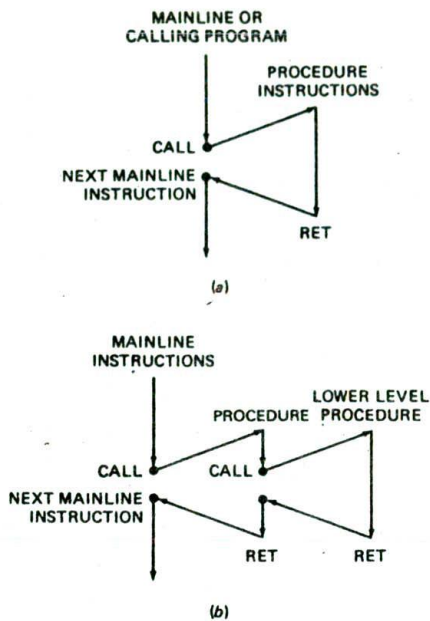 MAINLINE OR
CALLING PROGRAM
PROCEDURE
INSTRUCTIONS
CALL
NEXT MAINLINE
INSTRUCTION
RET
(a)
MAINLINE
INSTRUCTIONS
LOWER LEVEL
PROCEDURE PROCEDURE
CALL CALL
NEXT MAINLINE
INSTRUCTION
RET RET
(b)